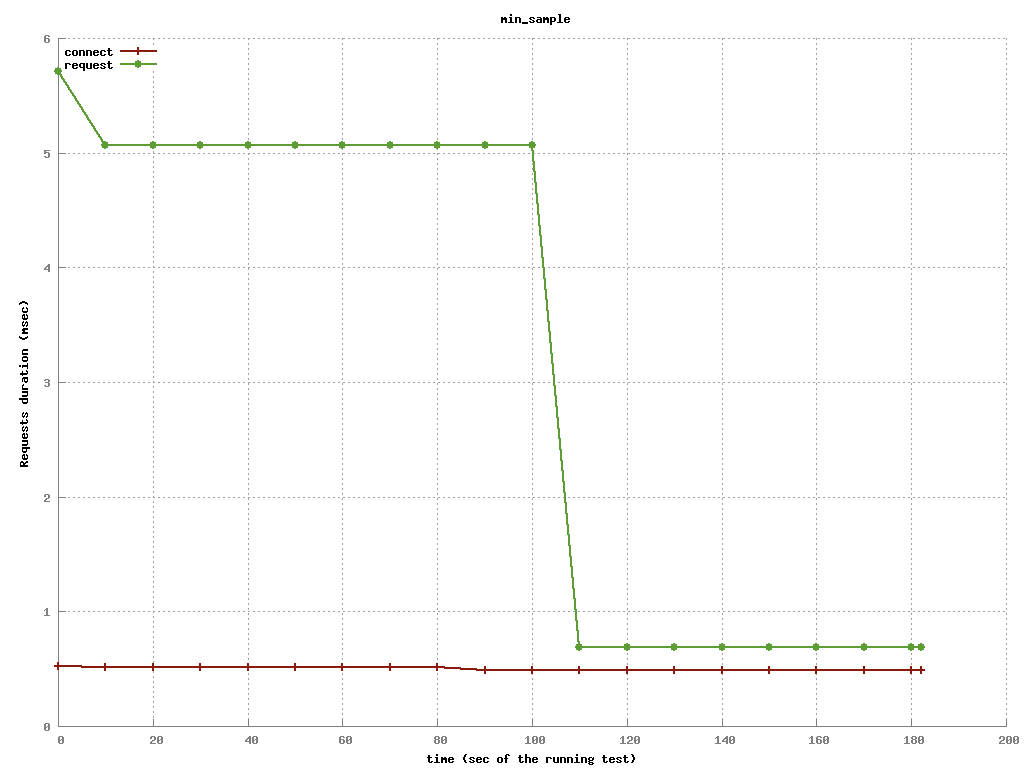 min_sample
connect
request
6
5
4
3
2
1
0
Requests duration (msec)
0 20 40 60 80 100 120 140 160 180 200
time (sec of the running test)